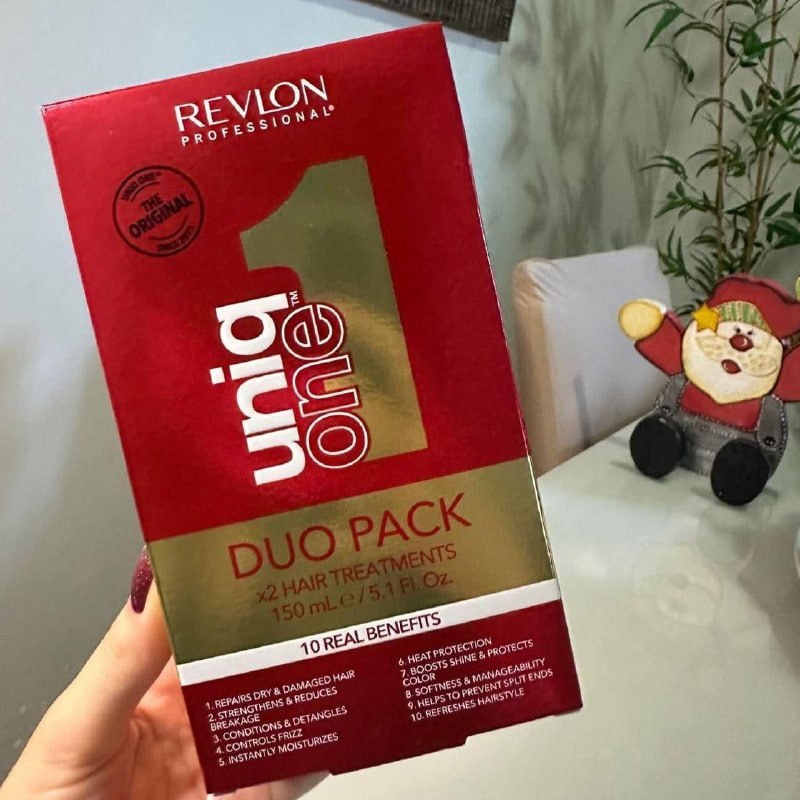 REVLON
PROFESSIONAL®
UNIQ ONE®
THE
ORIGINAL
1
uniq
one™
DUO PACK
x2 HAIR TREATMENTS
150 mL e / 5.1 Fl. Oz.
10 REAL BENEFITS
1. REPAIRS DRY & DAMAGED HAIR
2. STRENGTHENS & REDUCES
BREAKAGE
3. CONDITIONS & DETANGLES
4. CONTROLS FRIZZ
5. INSTANTLY MOISTURIZES
6. HEAT PROTECTION
7. BOOSTS SHINE & PROTECTS
COLOR
8. SOFTNESS & MANAGEABILITY
9. HELPS TO PREVENT SPLIT ENDS
10. REFRESHES HAIRSTYLE